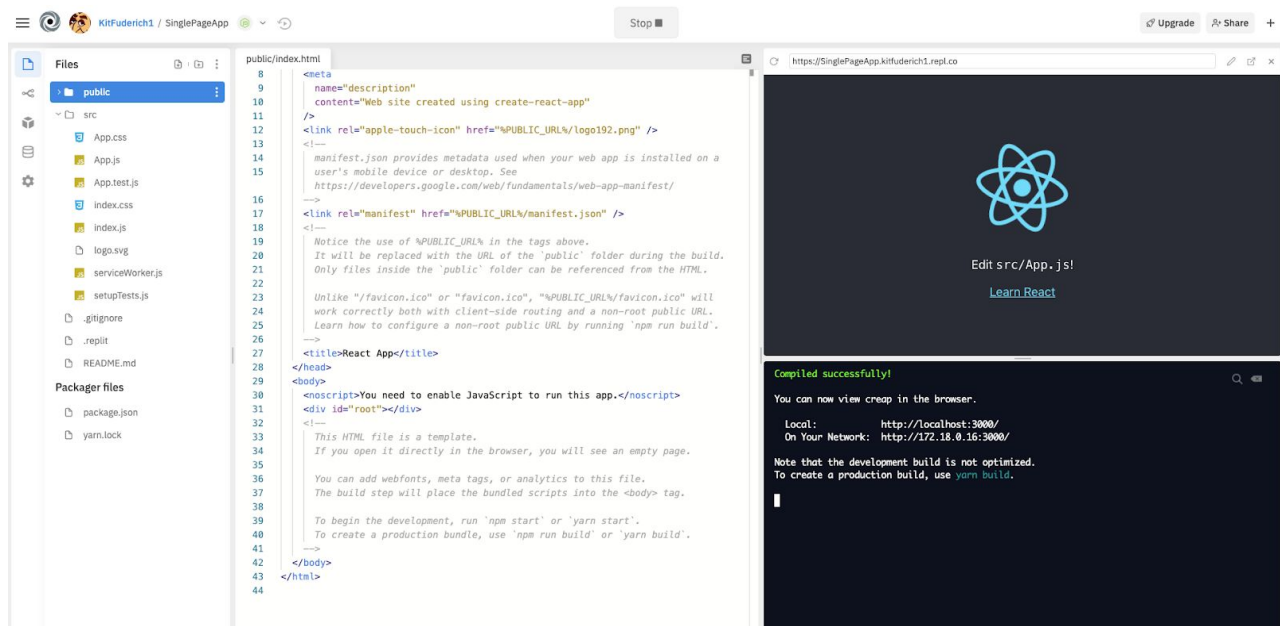 KitFuderich1 / SinglePageApp
Stop
Upgrade
Share
Files
public
src
App.css
App.js
App.test.js
index.css
index.js
logo.svg
serviceWorker.js
setupTests.js
.gitignore
.replit
README.md
Packager files
package.json
yarn.lock
public/index.html
8 <meta
9 name="description"
10 content="Web site created using create-react-app"
11 />
12 <link rel="apple-touch-icon" href="%PUBLIC_URL%/logo192.png" />
13 <!--
14 manifest.json provides metadata used when your web app is installed on a
15 user's mobile device or desktop. See
https://developers.google.com/web/fundamentals/web-app-manifest/
16 -->
17 <link rel="manifest" href="%PUBLIC_URL%/manifest.json" />
18 <!--
19 Notice the use of %PUBLIC_URL% in the tags above.
20 It will be replaced with the URL of the `public` folder during the build.
21 Only files inside the `public` folder can be referenced from the HTML.
22
23 Unlike "/favicon.ico" or "favicon.ico", "%PUBLIC_URL%/favicon.ico" will
24 work correctly both with client-side routing and a non-root public URL.
25 Learn how to configure a non-root public URL by running `npm run build`.
26 -->
27 <title>React App</title>
28 </head>
29 <body>
30 <noscript>You need to enable JavaScript to run this app.</noscript>
31 <div id="root"></div>
32 <!--
33 This HTML file is a template.
34 If you open it directly in the browser, you will see an empty page.
35
36 You can add webfonts, meta tags, or analytics to this file.
37 The build step will place the bundled scripts into the <body> tag.
38
39 To begin the development, run `npm start` or `yarn start`.
40 To create a production bundle, use `npm run build` or `yarn build`.
41 -->
42 </body>
43 </html>
44
https://SinglePageApp.kitfuderich1.repl.co
Edit src/App.js!
Learn React
Compiled successfully!
You can now view creap in the browser.
Local: http://localhost:3000/
On Your Network: http://172.18.0.16:3000/
Note that the development build is not optimized.
To create a production build, use yarn build.